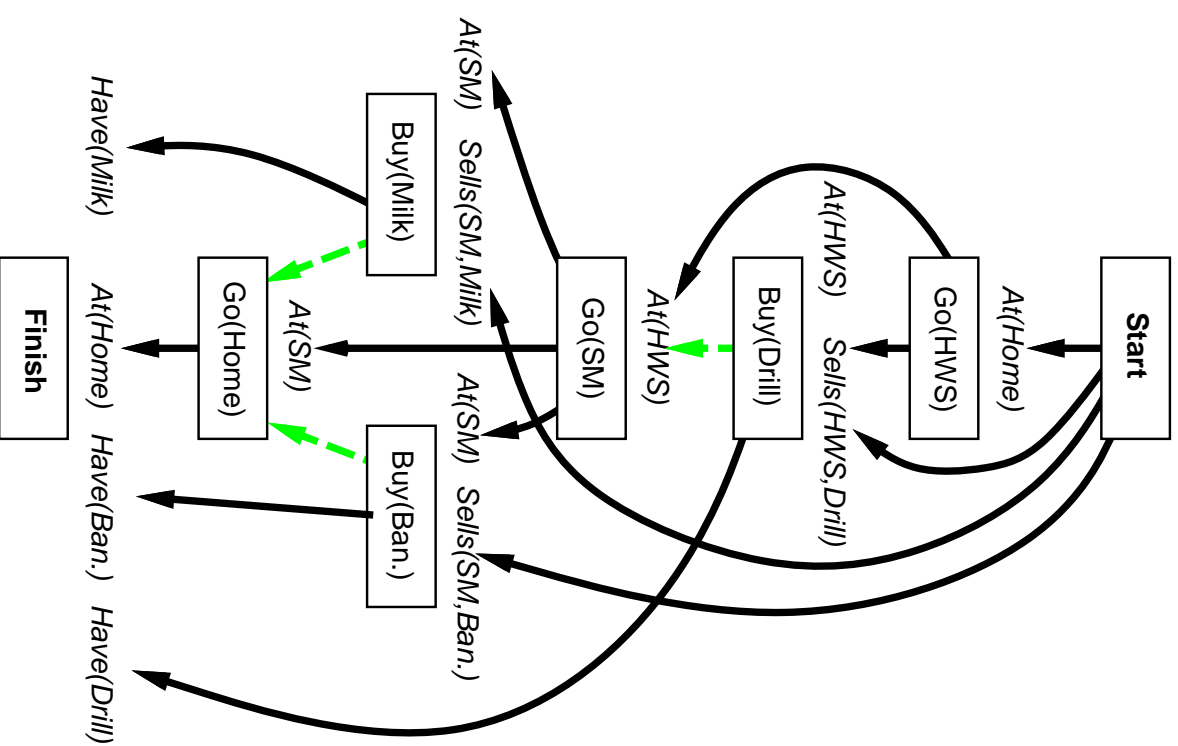 Start
At(Home)
Go(HWS)
At(HWS) Sells(HWS,Drill)
Buy(Drill)
At(HWS)
Go(SM)
At(SM) Sells(SM,Milk) At(SM) Sells(SM,Ban.)
Buy(Milk) Buy(Ban.)
At(SM)
Go(Home)
Have(Milk) At(Home) Have(Ban.) Have(Drill)
Finish